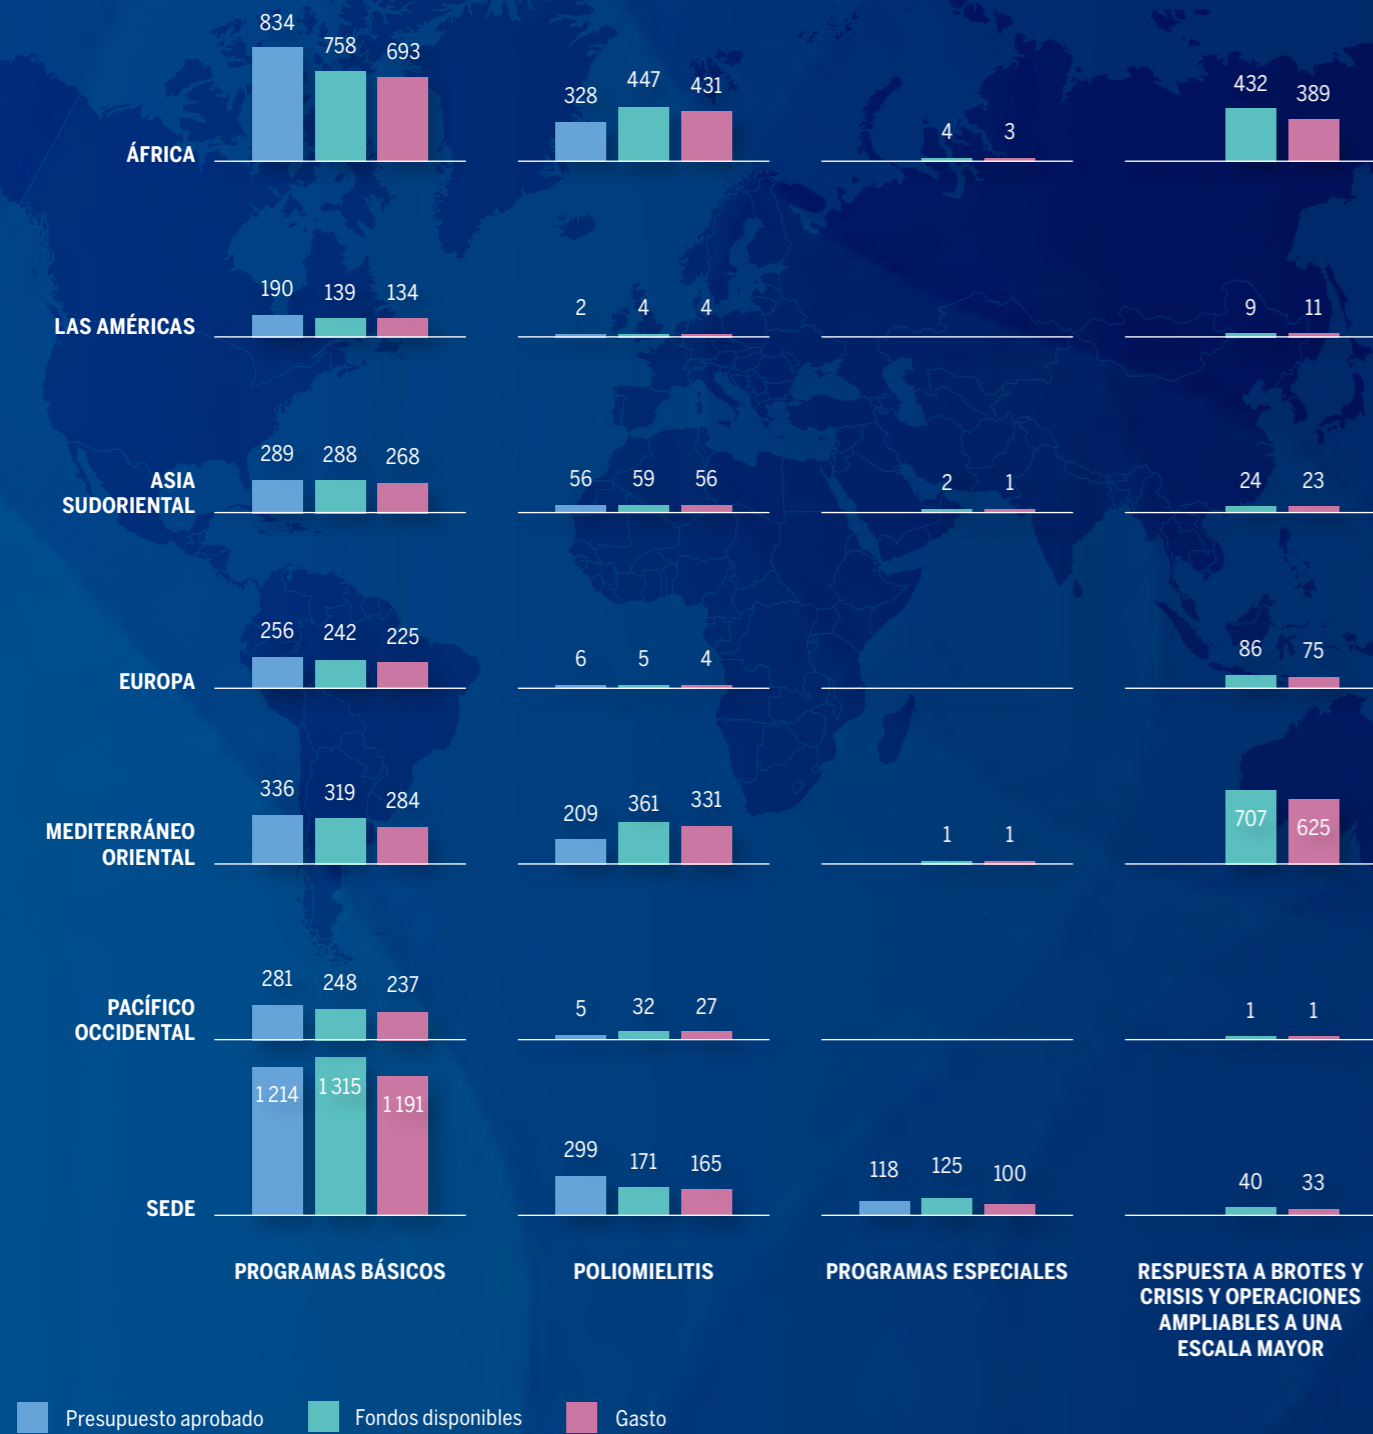 834 758 693 328 447 431 4 3 432 389
ÁFRICA
190 139 134 2 4 4 9 11
LAS AMÉRICAS
289 288 268 56 59 56 2 1 24 23
ASIA
SUDORIENTAL
256 242 225 6 5 4 86 75
EUROPA
336 319 284 209 361 331 1 1 707 625
MEDITERRÁNEO
ORIENTAL
281 248 237 5 32 27 1 1
PACÍFICO
OCCIDENTAL
1 214 1 315 1 191 299 171 165 118 125 100 40 33
SEDE
PROGRAMAS BÁSICOS
POLIOMIELITIS
PROGRAMAS ESPECIALES
RESPUESTA A BROTES Y
CRISIS Y OPERACIONES
AMPLIABLES A UNA
ESCALA MAYOR
Presupuesto aprobado Fondos disponibles Gasto